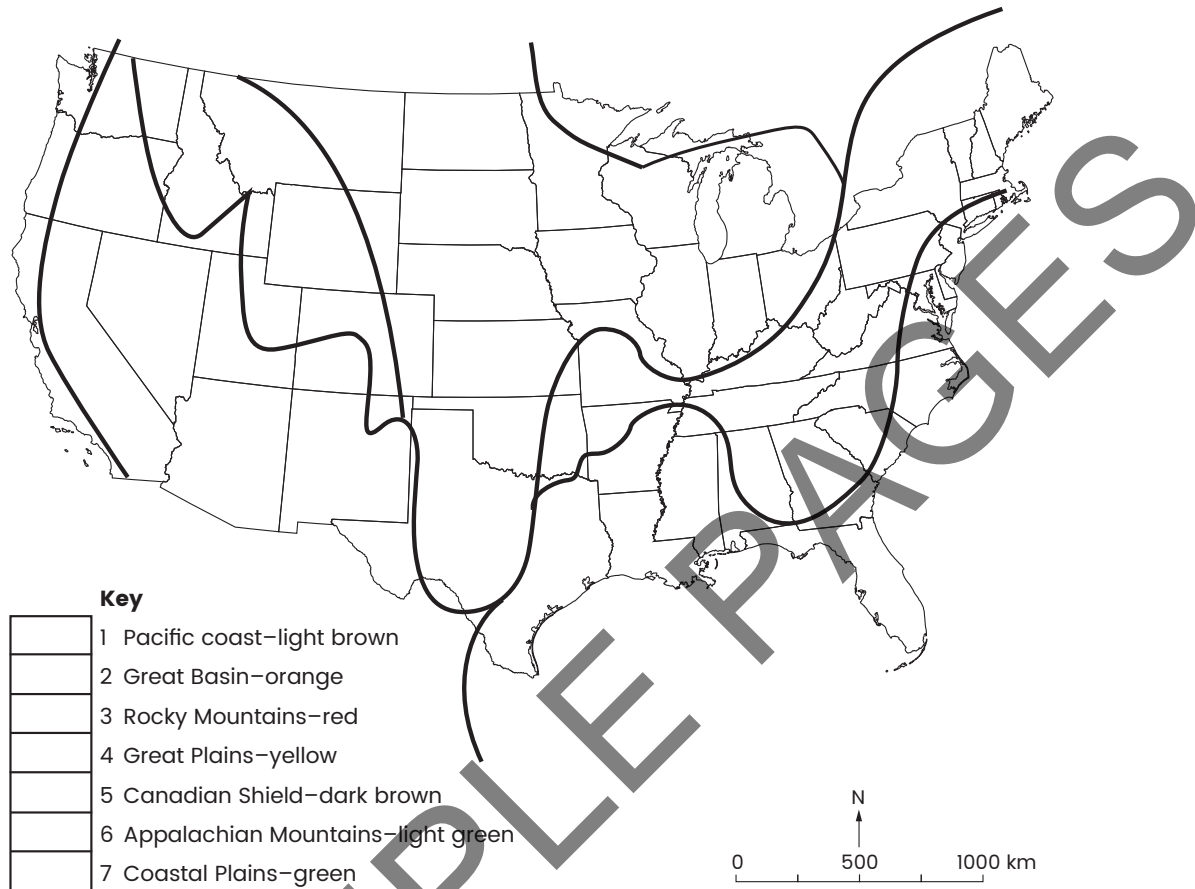 Key
1 Pacific coast–light brown
2 Great Basin–orange
3 Rocky Mountains–red
4 Great Plains–yellow
5 Canadian Shield–dark brown
6 Appalachian Mountains–light green
7 Coastal Plains–green
N
0 500 1000 km
PLE PAGES